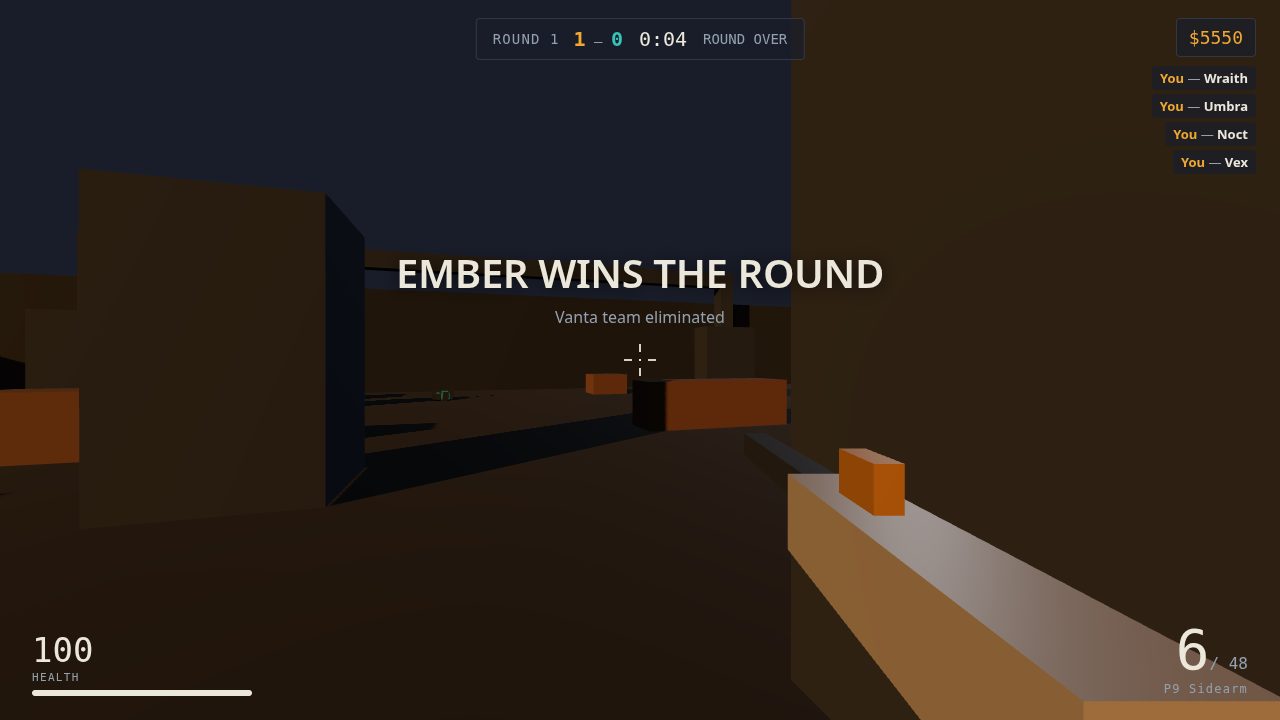 ROUND 1 1 – 0 0:04 ROUND OVER
$5550
You — Wraith
You — Umbra
You — Noct
You — Vex
EMBER WINS THE ROUND
Vanta team eliminated
100
HEALTH
6 / 48
P9 Sidearm